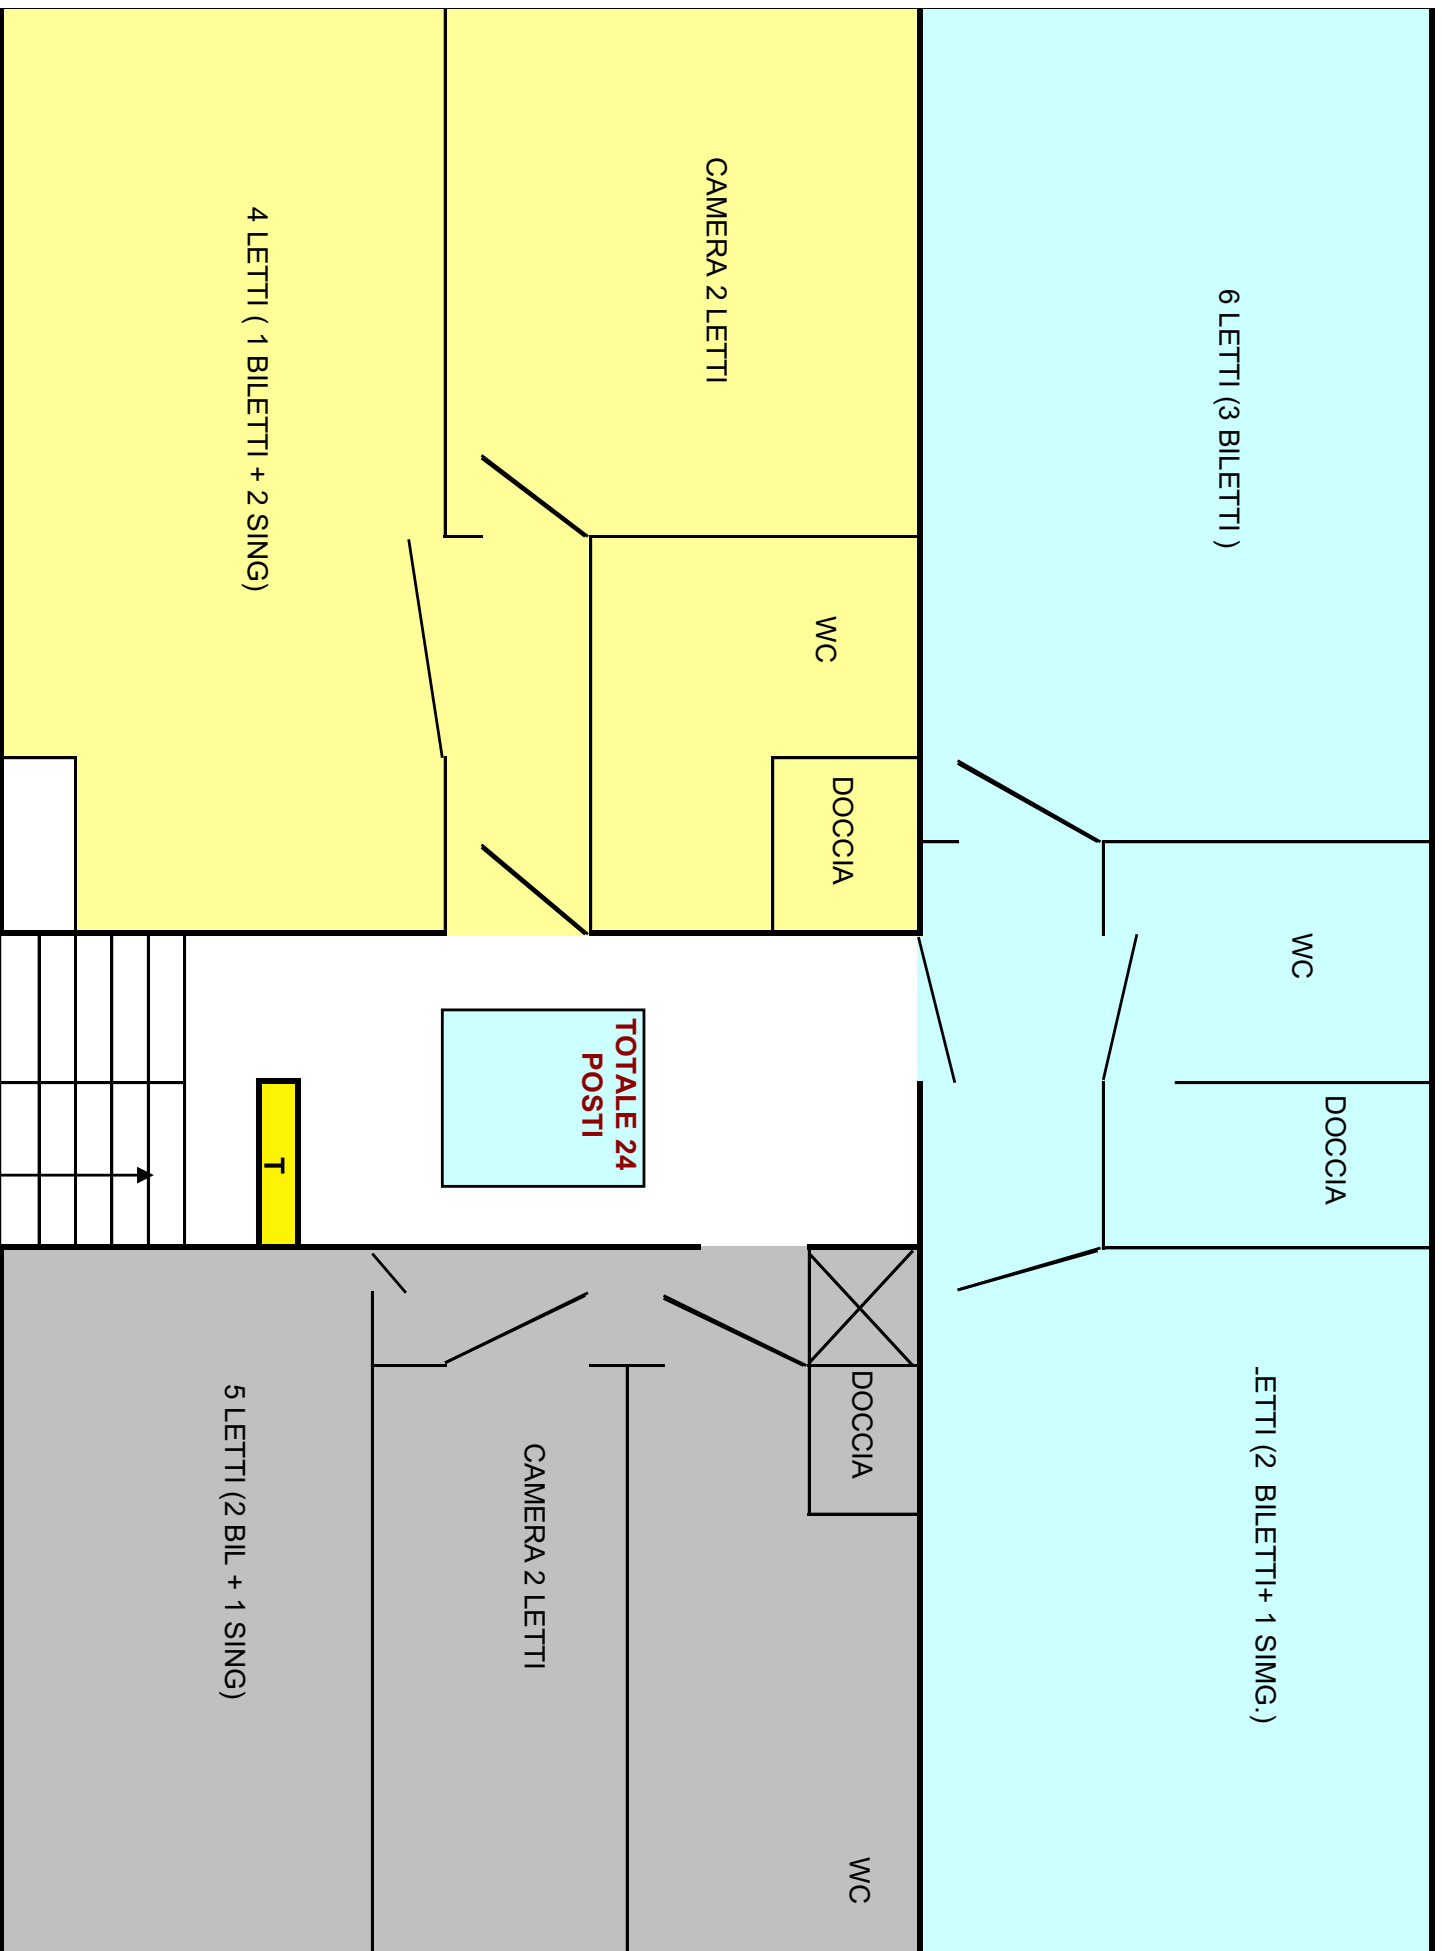 6 LETTI (3 BILETTI )
WC
DOCCIA
ETTI (2 BILETTI+ 1 SIMG.)
CAMERA 2 LETTI
WC
DOCCIA
DOCCIA
WC
TOTALE 24
POSTI
CAMERA 2 LETTI
4 LETTI ( 1 BILETTI + 2 SING)
T
5 LETTI (2 BIL + 1 SING)